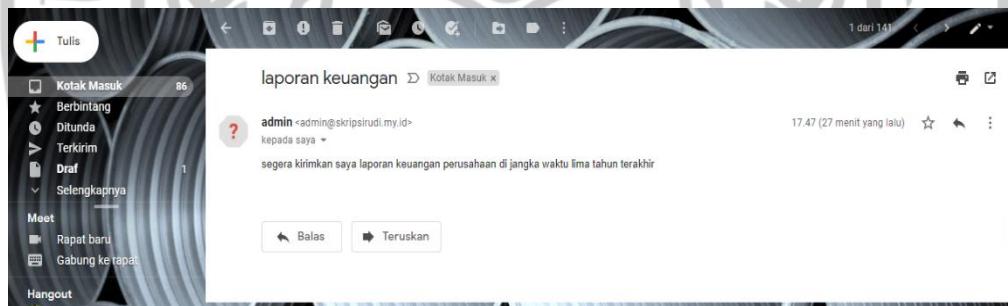 Tulis
1 dari 141
Kotak Masuk 86
Berbintang
Ditunda
Terkirim
Draf 1
Selengkapnya
Meet
Rapat baru
Gabung ke rapat
Hangout
laporan keuangan Kotak Masuk x
admin <admin@skripsirudi.my.id> 17.47 (27 menit yang lalu)
kepada saya
segera kirimkan saya laporan keuangan perusahaan di jangka waktu lima tahun terakhir
Balas Teruskan